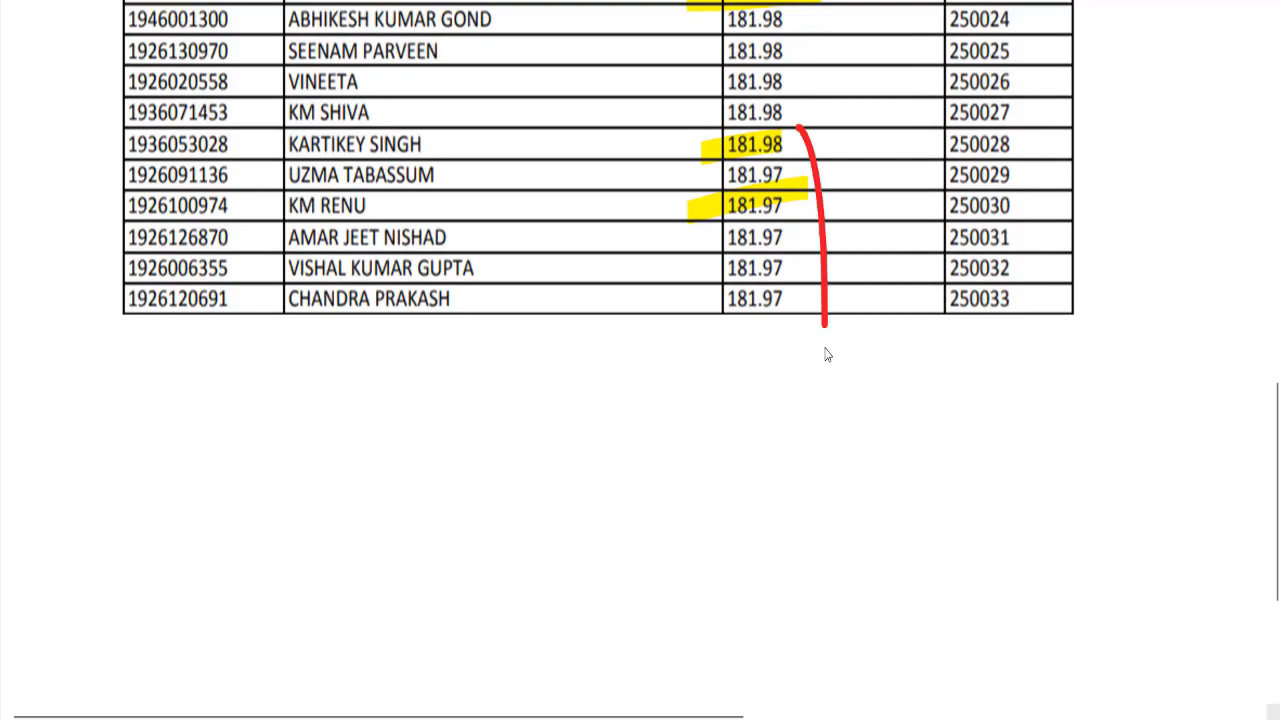 1946001300 ABHIKESH KUMAR GOND 181.98 250024
1926130970 SEENAM PARVEEN 181.98 250025
1926020558 VINEETA 181.98 250026
1936071453 KM SHIVA 181.98 250027
1936053028 KARTIKEY SINGH 181.98 250028
1926091136 UZMA TABASSUM 181.97 250029
1926100974 KM RENU 181.97 250030
1926126870 AMAR JEET NISHAD 181.97 250031
1926006355 VISHAL KUMAR GUPTA 181.97 250032
1926120691 CHANDRA PRAKASH 181.97 250033